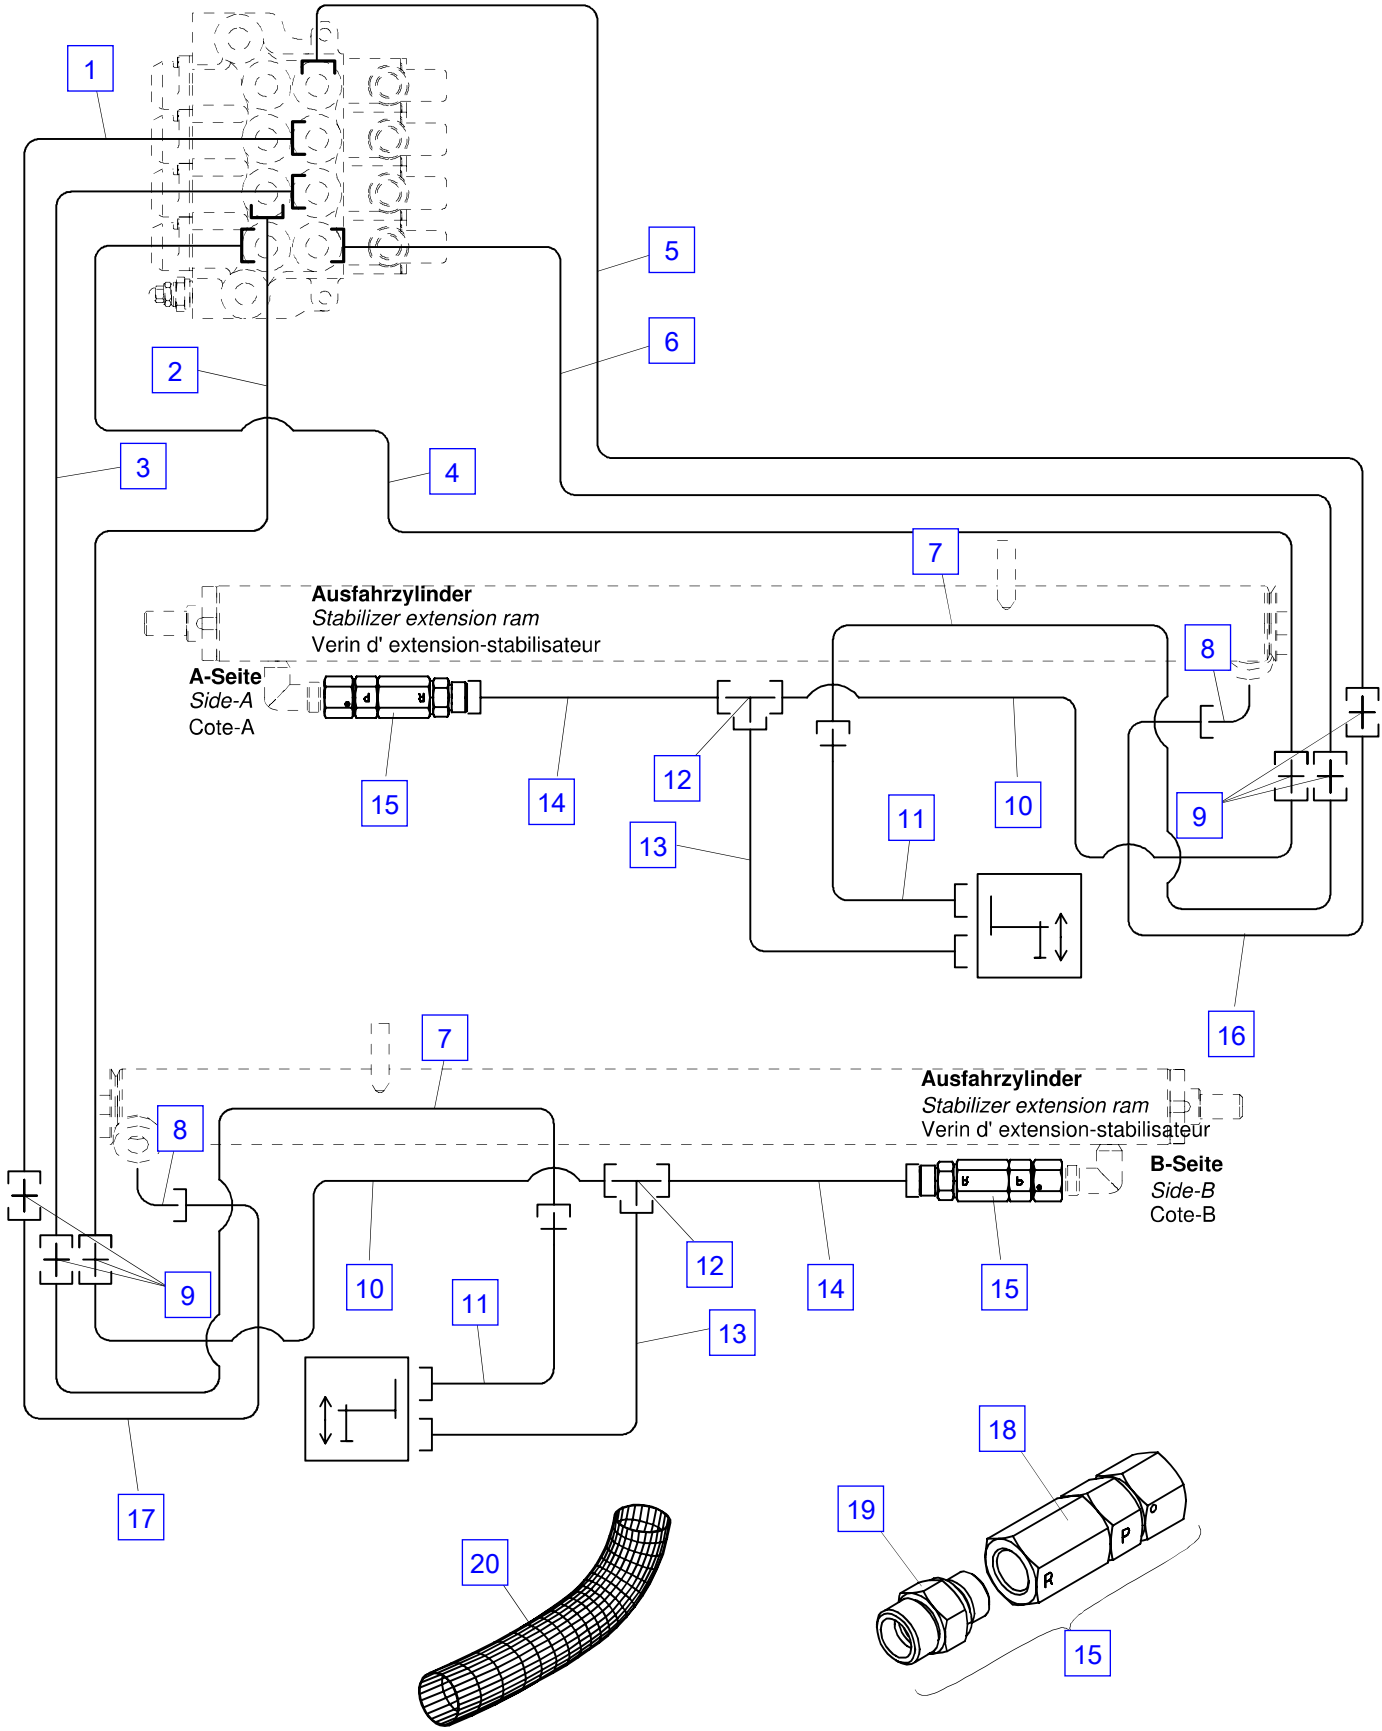 1
5
6
2
3
4
7
Ausfahrzylinder
Stabilizer extension ram
Verin d' extension-stabilisateur
8
A-Seite
Side-A
Cote-A
R
P
15
14
12
10
9
13
11
16
7
Ausfahrzylinder
Stabilizer extension ram
Verin d' extension-stabilisateur
8
B-Seite
Side-B
Cote-B
R
P
9
10
11
12
14
15
13
17
18
19
20
P
R
15